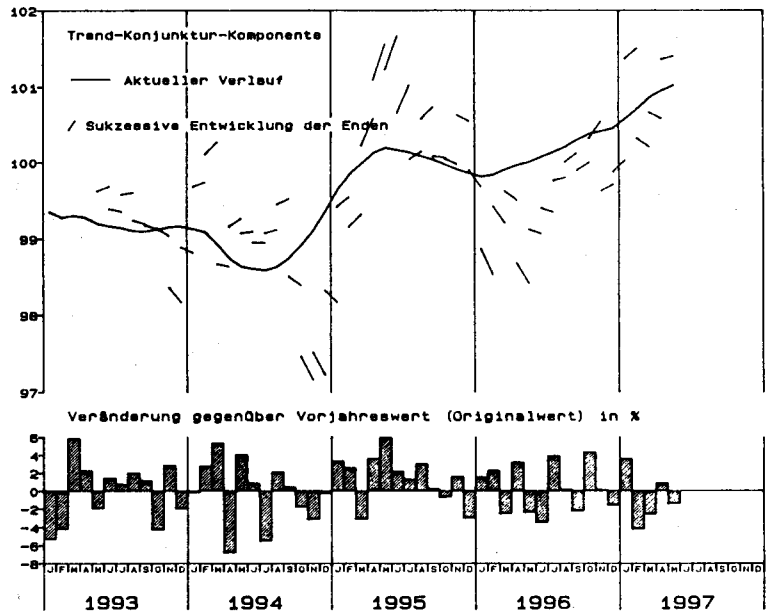 102
Trend-Konjunktur-Komponente
Aktueller Verlauf
101
Sukzessive Entwicklung der Enden
100
99
98
97
Veränderung gegenüber Vorjahreswert (Originalwert) in %
6
4
2
0
-2
-4
-6
-8
J F M A M J J A S O N D J F M A M J J A S O N D J F M A M J J A S O N D J F M A M J J A S O N D J F M A M J J A S O N D
1993 1994 1995 1996 1997